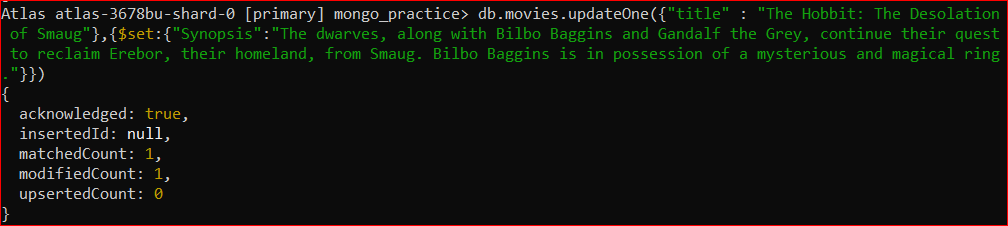 Atlas atlas-3678bu-shard-0 [primary] mongo_practice> db.movies.updateOne({"title" : "The Hobbit: The Desolation
of Smaug"},{$set:{"Synopsis":"The dwarves, along with Bilbo Baggins and Gandalf the Grey, continue their quest
to reclaim Erebor, their homeland, from Smaug. Bilbo Baggins is in possession of a mysterious and magical ring
."}})
{
  acknowledged: true,
  insertedId: null,
  matchedCount: 1,
  modifiedCount: 1,
  upsertedCount: 0
}